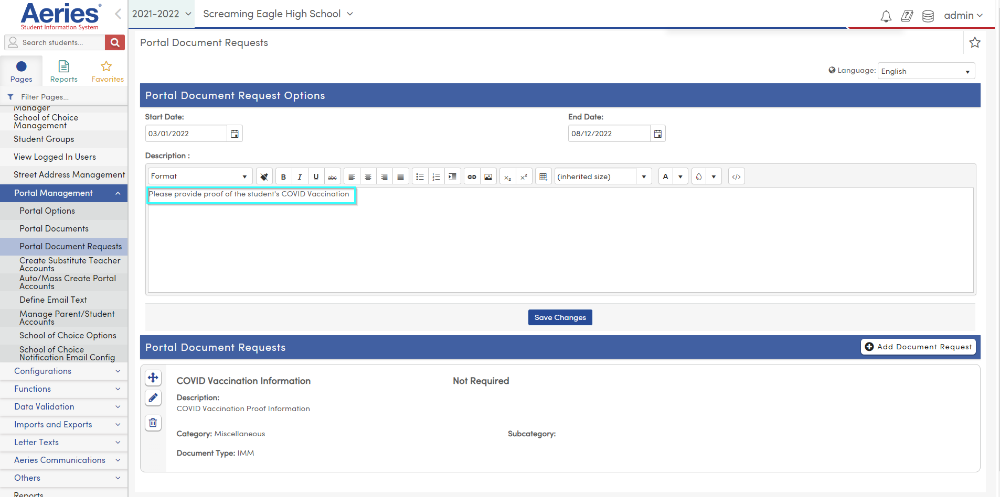 Aeries®
Student Information System
2021-2022
Screaming Eagle High School
admin
Search students...
Pages
Reports
Favorites
Filter Pages...
Manager
School of Choice
Management
Student Groups
View Logged In Users
Street Address Management
Portal Management
Portal Options
Portal Documents
Portal Document Requests
Create Substitute Teacher
Accounts
Auto/Mass Create Portal
Accounts
Define Email Text
Manage Parent/Student
Accounts
School of Choice Options
School of Choice
Notification Email Config
Configurations
Functions
Data Validation
Imports and Exports
Letter Texts
Aeries Communications
Others
Reports
Portal Document Requests
Language: English
Portal Document Request Options
Start Date:
End Date:
03/01/2022
08/12/2022
Description :
Format
B I U abc
x₂ x²
(inherited size)
A
</>
Please provide proof of the student's COVID Vaccination
Save Changes
Portal Document Requests
Add Document Request
COVID Vaccination Information
Not Required
Description:
COVID Vaccination Proof Information
Category: Miscellaneous
Subcategory:
Document Type: IMM